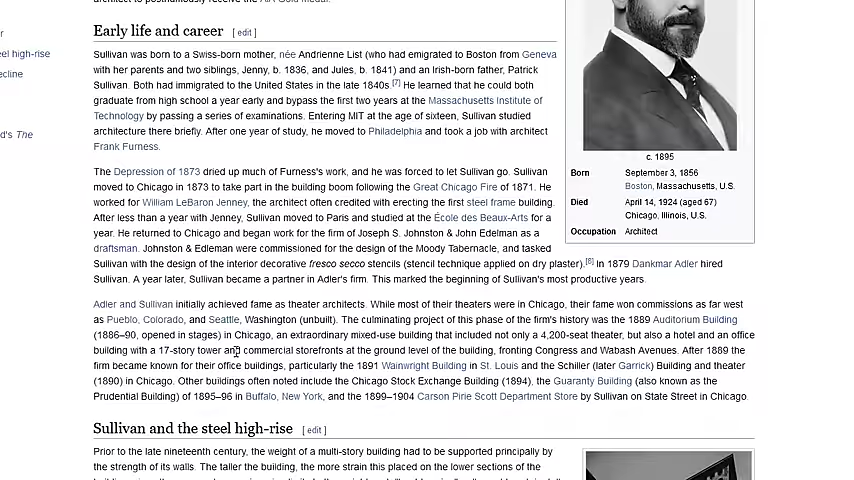 Early life and career [ edit ]
Sullivan was born to a Swiss-born mother, née Andrienne List (who had emigrated to Boston from Geneva
with her parents and two siblings, Jenny, b. 1836, and Jules, b. 1841) and an Irish-born father, Patrick
Sullivan. Both had immigrated to the United States in the late 1840s.[7] He learned that he could both
graduate from high school a year early and bypass the first two years at the Massachusetts Institute of
Technology by passing a series of examinations. Entering MIT at the age of sixteen, Sullivan studied
architecture there briefly. After one year of study, he moved to Philadelphia and took a job with architect
Frank Furness.
The Depression of 1873 dried up much of Furness's work, and he was forced to let Sullivan go. Sullivan
moved to Chicago in 1873 to take part in the building boom following the Great Chicago Fire of 1871. He
worked for William LeBaron Jenney, the architect often credited with erecting the first steel frame building.
After less than a year with Jenney, Sullivan moved to Paris and studied at the École des Beaux-Arts for a
year. He returned to Chicago and began work for the firm of Joseph S. Johnston & John Edelman as a
draftsman. Johnston & Edleman were commissioned for the design of the Moody Tabernacle, and tasked
Sullivan with the design of the interior decorative fresco secco stencils (stencil technique applied on dry plaster).[8] In 1879 Dankmar Adler hired
Sullivan. A year later, Sullivan became a partner in Adler's firm. This marked the beginning of Sullivan's most productive years.
Adler and Sullivan initially achieved fame as theater architects. While most of their theaters were in Chicago, their fame won commissions as far west
as Pueblo, Colorado, and Seattle, Washington (unbuilt). The culminating project of this phase of the firm's history was the 1889 Auditorium Building
(1886–90, opened in stages) in Chicago, an extraordinary mixed-use building that included not only a 4,200-seat theater, but also a hotel and an office
building with a 17-story tower and commercial storefronts at the ground level of the building, fronting Congress and Wabash Avenues. After 1889 the
firm became known for their office buildings, particularly the 1891 Wainwright Building in St. Louis and the Schiller (later Garrick) Building and theater
(1890) in Chicago. Other buildings often noted include the Chicago Stock Exchange Building (1894), the Guaranty Building (also known as the
Prudential Building) of 1895–96 in Buffalo, New York, and the 1899–1904 Carson Pirie Scott Department Store by Sullivan on State Street in Chicago.
Sullivan and the steel high-rise [ edit ]
Prior to the late nineteenth century, the weight of a multi-story building had to be supported principally by
the strength of its walls. The taller the building, the more strain this placed on the lower sections of the
c. 1895
Born September 3, 1856
Boston, Massachusetts, U.S.
Died April 14, 1924 (aged 67)
Chicago, Illinois, U.S.
Occupation Architect
eel high-rise
ecline
d's The